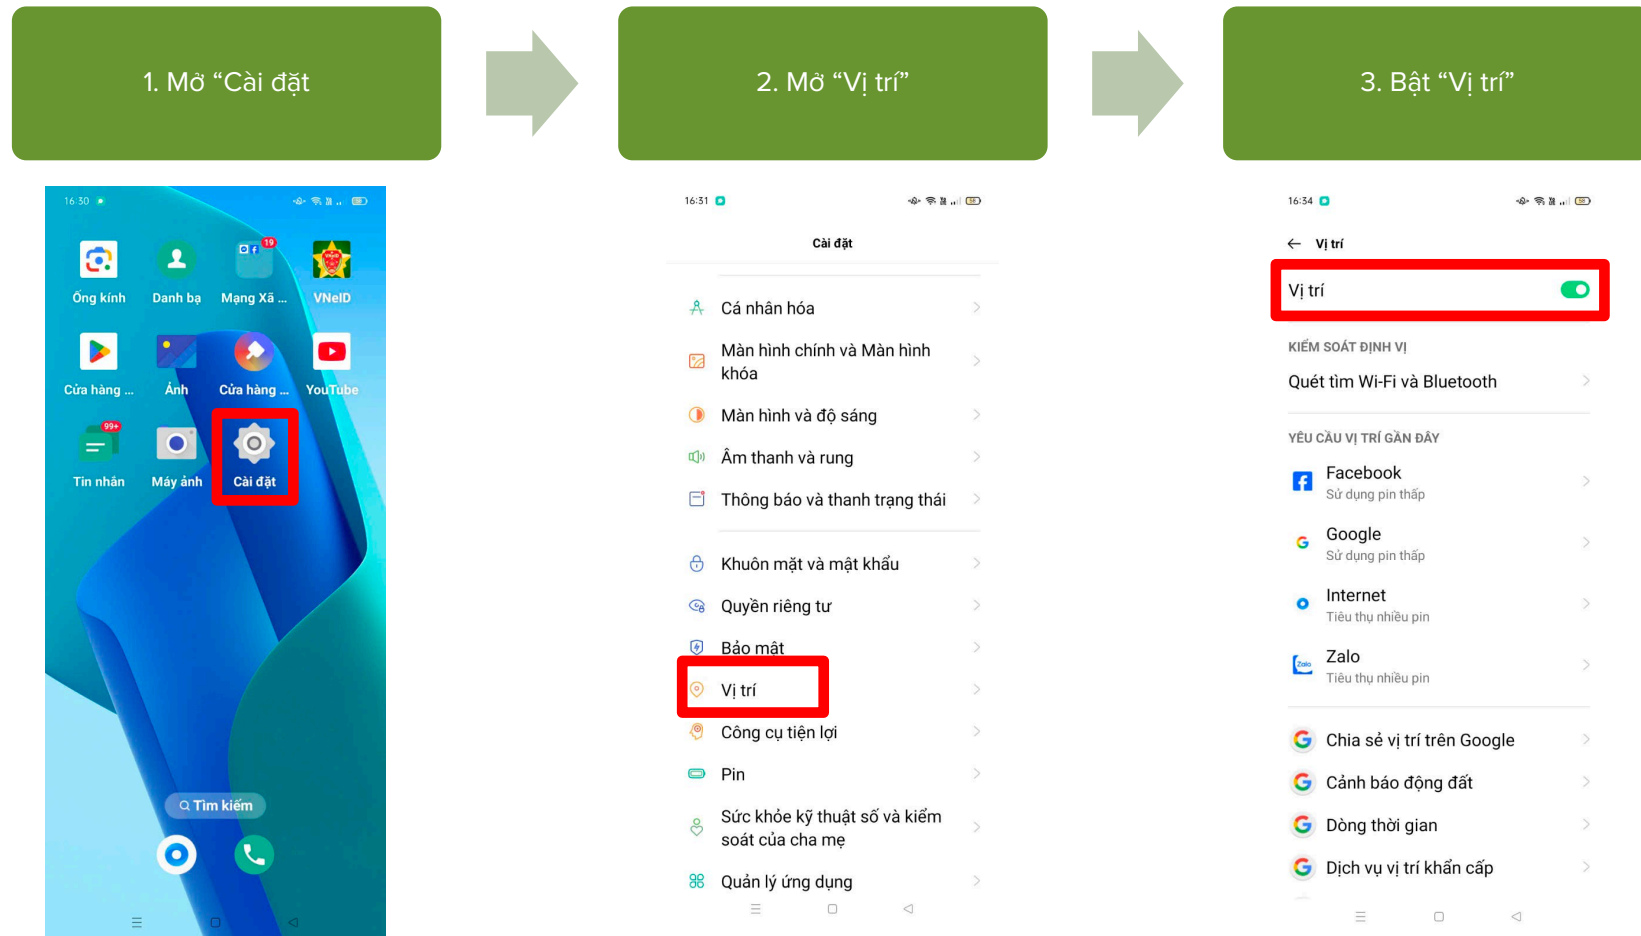 1. Mở “Cài đặt
2. Mở “Vị trí”
3. Bật “Vị trí”
16:30
58
19
Ống kính
Danh bạ
Mạng Xã ...
VNeID
Cửa hàng ...
Ảnh
Cửa hàng ...
YouTube
99+
Tin nhắn
Máy ảnh
Cài đặt
Tìm kiếm
16:31
58
Cài đặt
Cá nhân hóa
Màn hình chính và Màn hình
khóa
Màn hình và độ sáng
Âm thanh và rung
Thông báo và thanh trạng thái
Khuôn mặt và mật khẩu
Quyền riêng tư
Bảo mật
Vị trí
Công cụ tiện lợi
Pin
Sức khỏe kỹ thuật số và kiểm
soát của cha mẹ
Quản lý ứng dụng
16:34
58
Vị trí
Vị trí
KIỂM SOÁT ĐỊNH VỊ
Quét tìm Wi-Fi và Bluetooth
YÊU CẦU VỊ TRÍ GẦN ĐÂY
Facebook
Sử dụng pin thấp
Google
Sử dụng pin thấp
Internet
Tiêu thụ nhiều pin
Zalo
Zalo
Tiêu thụ nhiều pin
Chia sẻ vị trí trên Google
Cảnh báo động đất
Dòng thời gian
Dịch vụ vị trí khẩn cấp